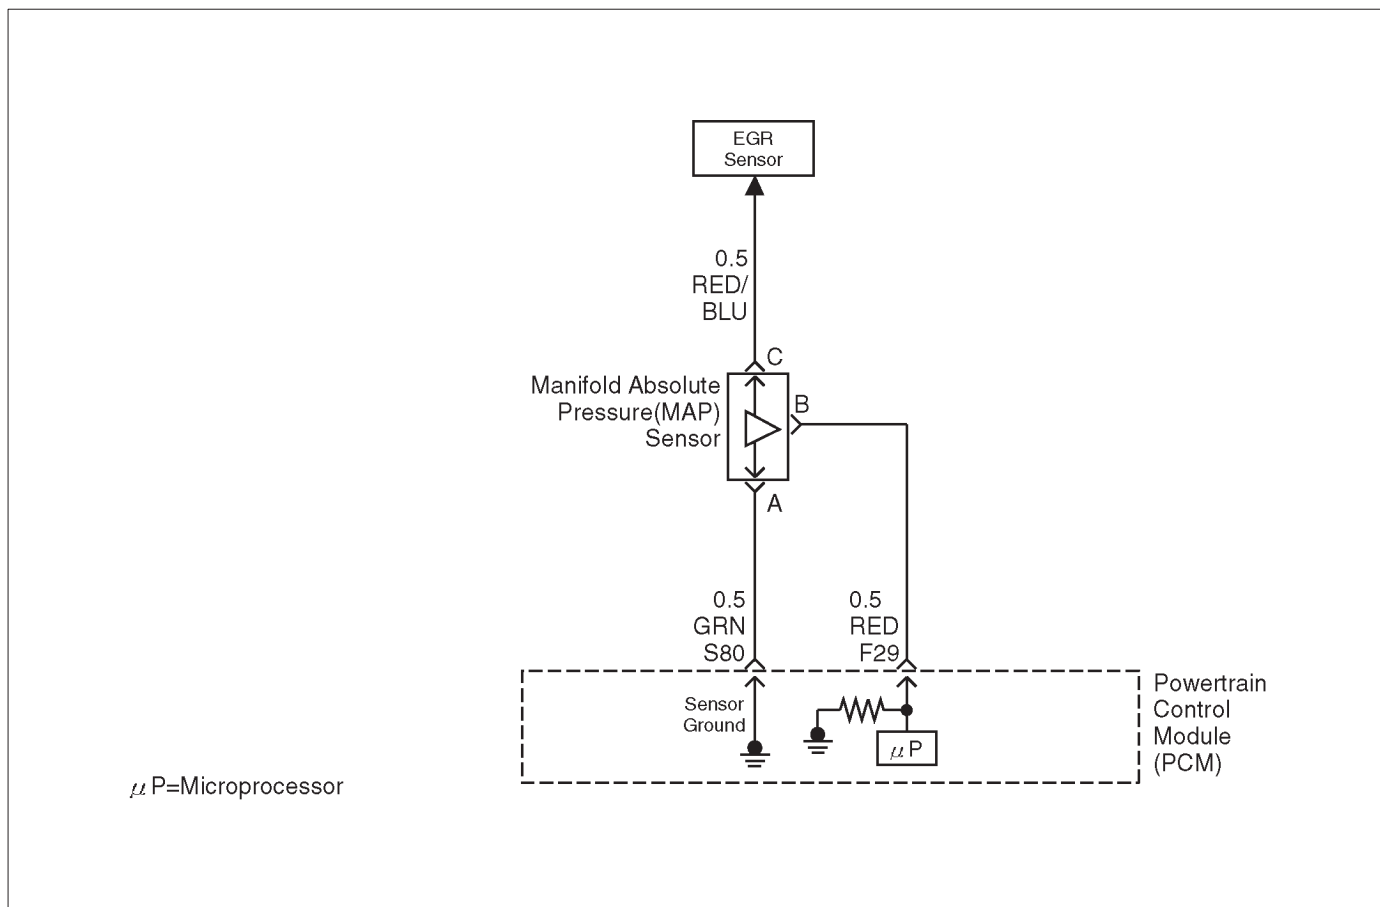 EGR
Sensor
0.5
RED/
BLU
C
Manifold Absolute
Pressure(MAP)
Sensor
B
A
0.5
GRN
S80
0.5
RED
F29
Sensor
Ground
μP
Powertrain
Control
Module
(PCM)
μP=Microprocessor